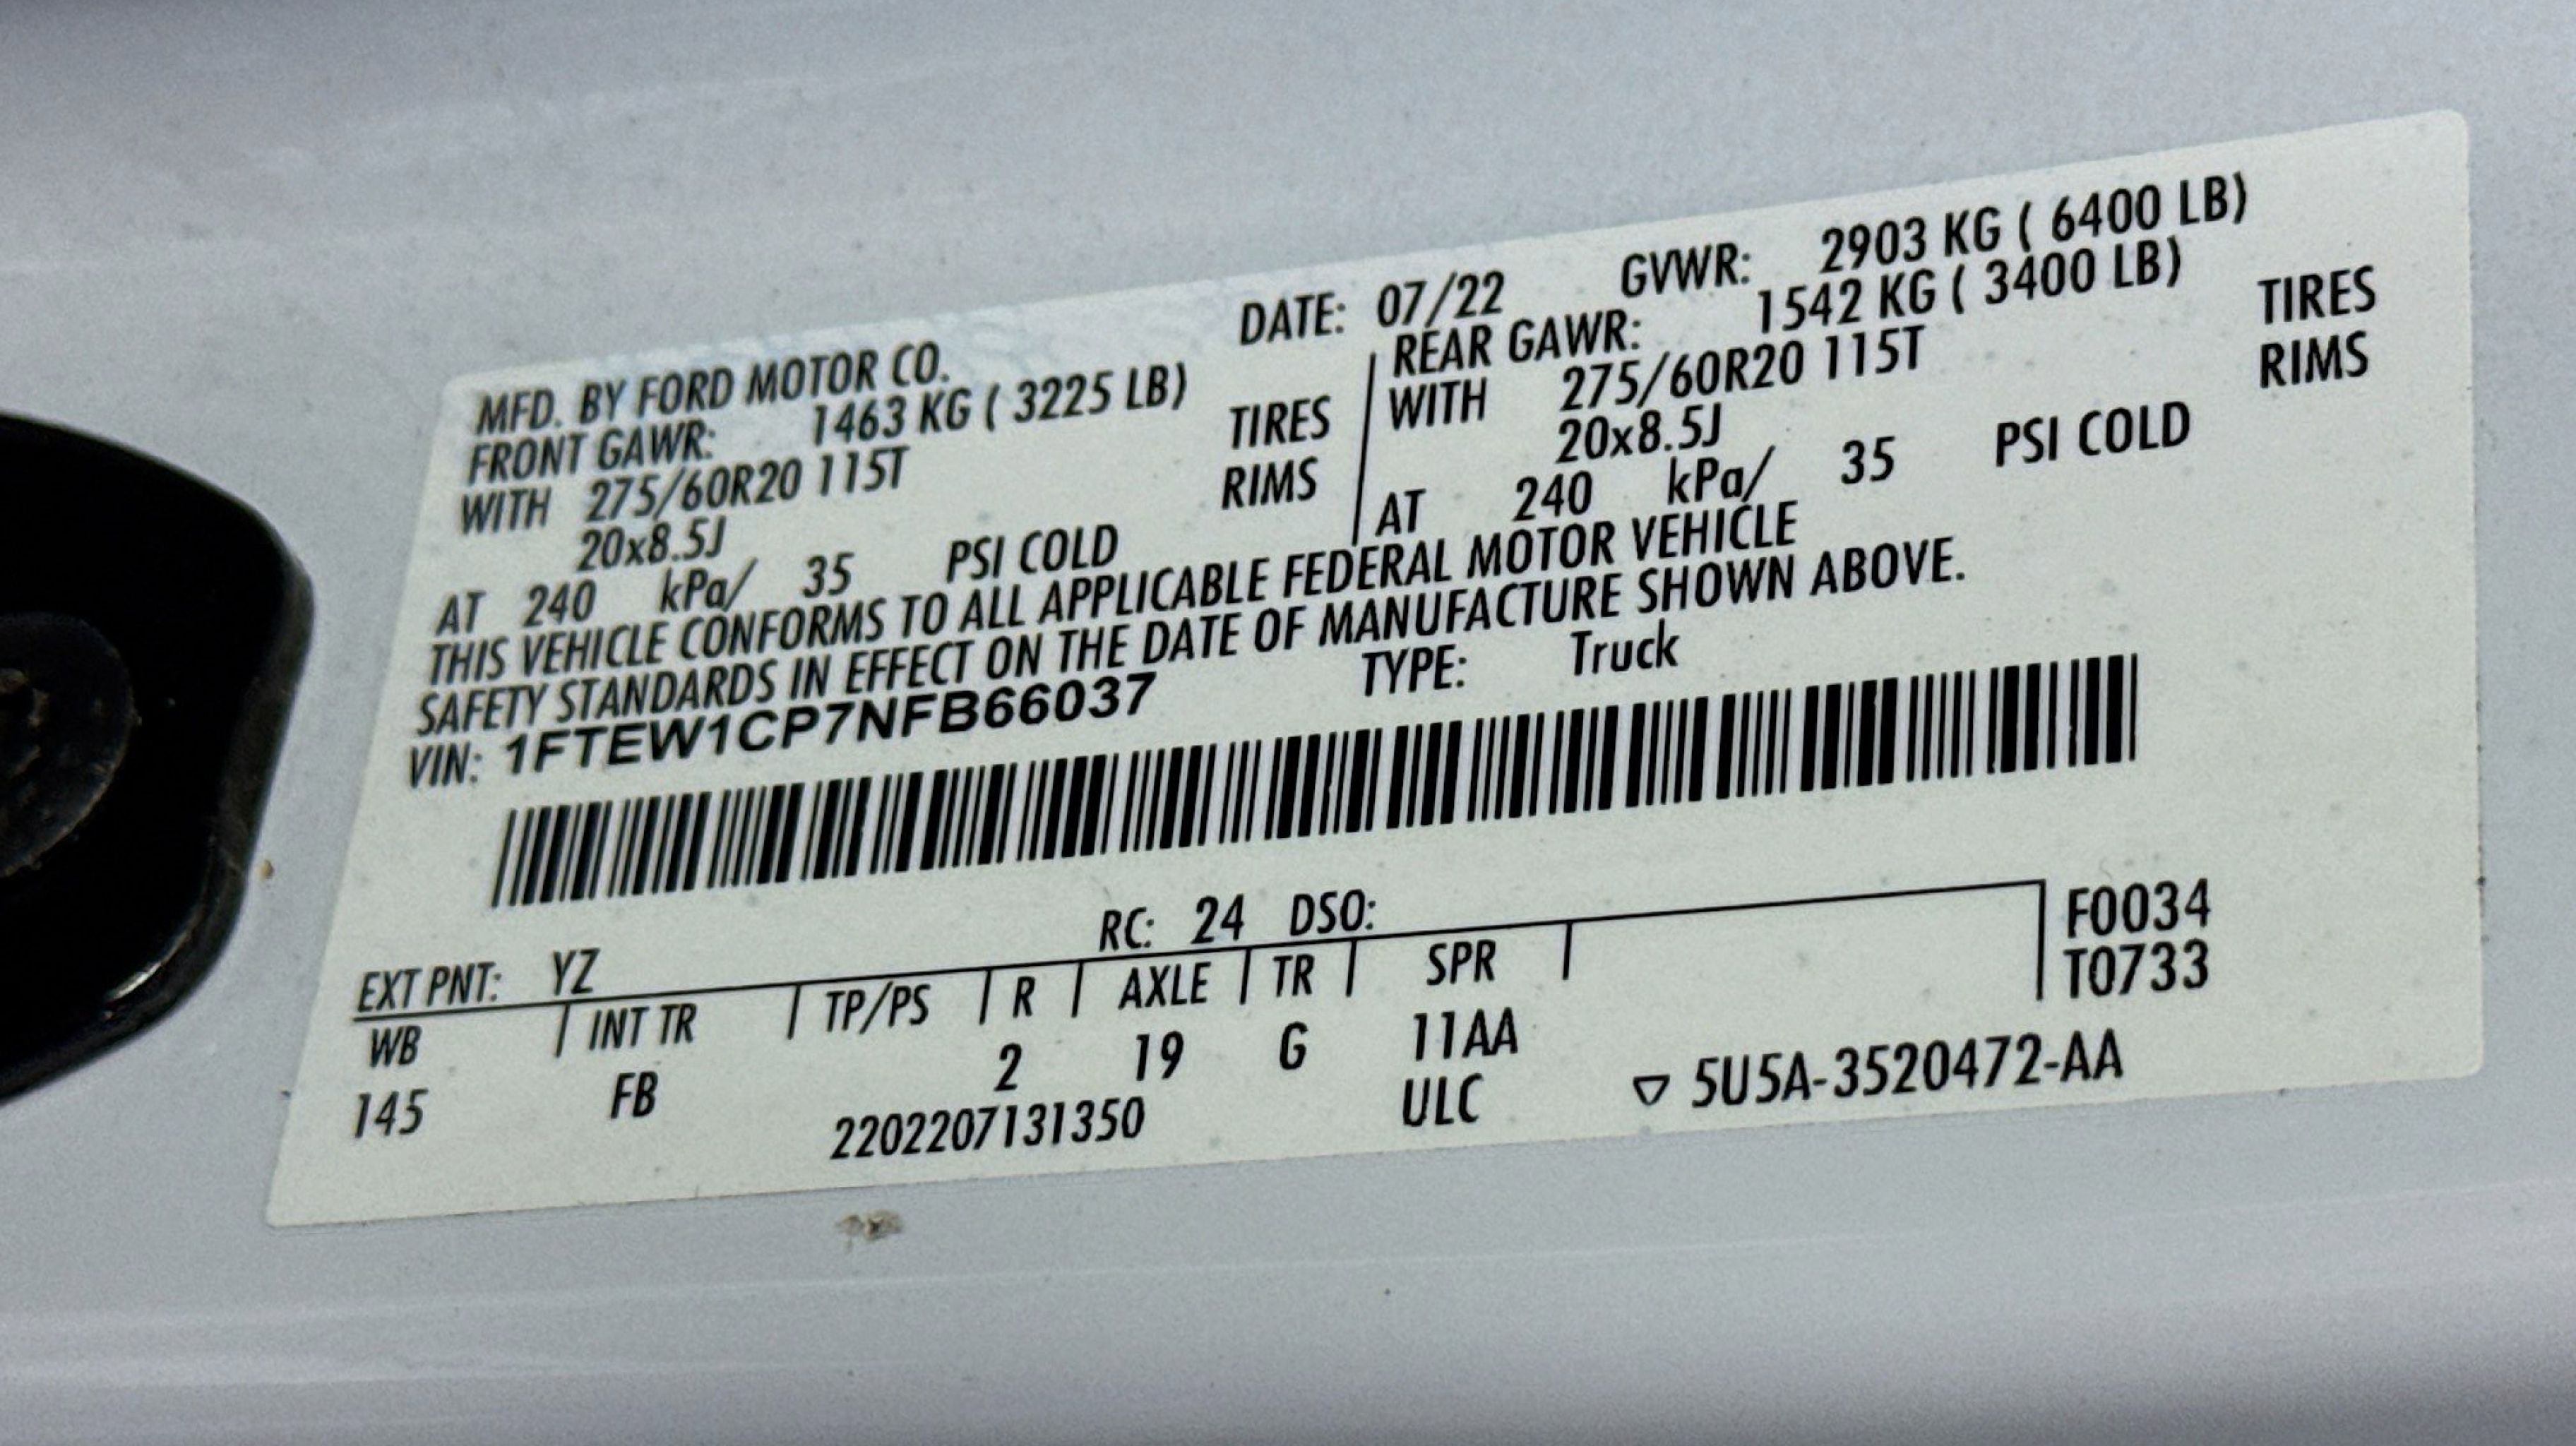 MFD. BY FORD MOTOR CO. DATE: 07/22 GVWR: 2903 KG ( 6400 LB)
FRONT GAWR: 1463 KG ( 3225 LB) REAR GAWR: 1542 KG ( 3400 LB)
WITH 275/60R20 115T TIRES WITH 275/60R20 115T TIRES
20x8.5J RIMS 20x8.5J RIMS
AT 240 kPa/ 35 PSI COLD AT 240 kPa/ 35 PSI COLD
THIS VEHICLE CONFORMS TO ALL APPLICABLE FEDERAL MOTOR VEHICLE
SAFETY STANDARDS IN EFFECT ON THE DATE OF MANUFACTURE SHOWN ABOVE.
VIN: 1FTEW1CP7NFB66037 TYPE: Truck
EXT PNT: YZ RC: 24 DSO: F0034
WB INT TR TP/PS R AXLE TR SPR T0733
145 FB 2 19 G 11AA
2202207131350 ULC ▽ 5U5A-3520472-AA